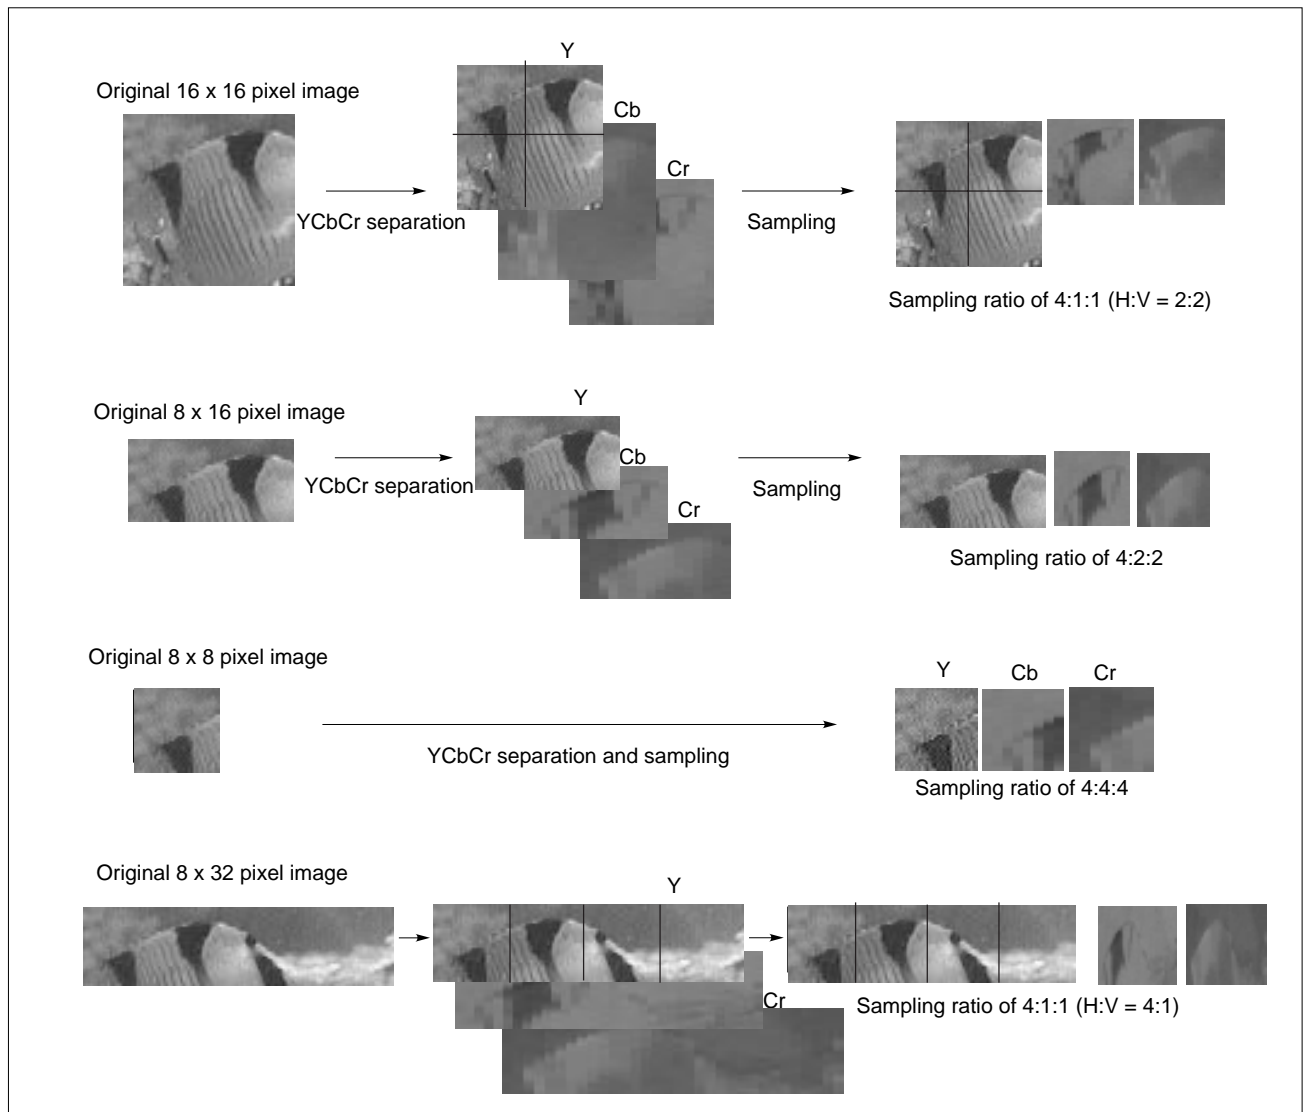 Y
Original 16 x 16 pixel image
Cb
Cr
YCbCr separation
Sampling
Sampling ratio of 4:1:1 (H:V = 2:2)
Y
Original 8 x 16 pixel image
Cb
YCbCr separation
Sampling
Cr
Sampling ratio of 4:2:2
Original 8 x 8 pixel image
Y
Cb
Cr
YCbCr separation and sampling
Sampling ratio of 4:4:4
Original 8 x 32 pixel image
Y
Cr
Sampling ratio of 4:1:1 (H:V = 4:1)